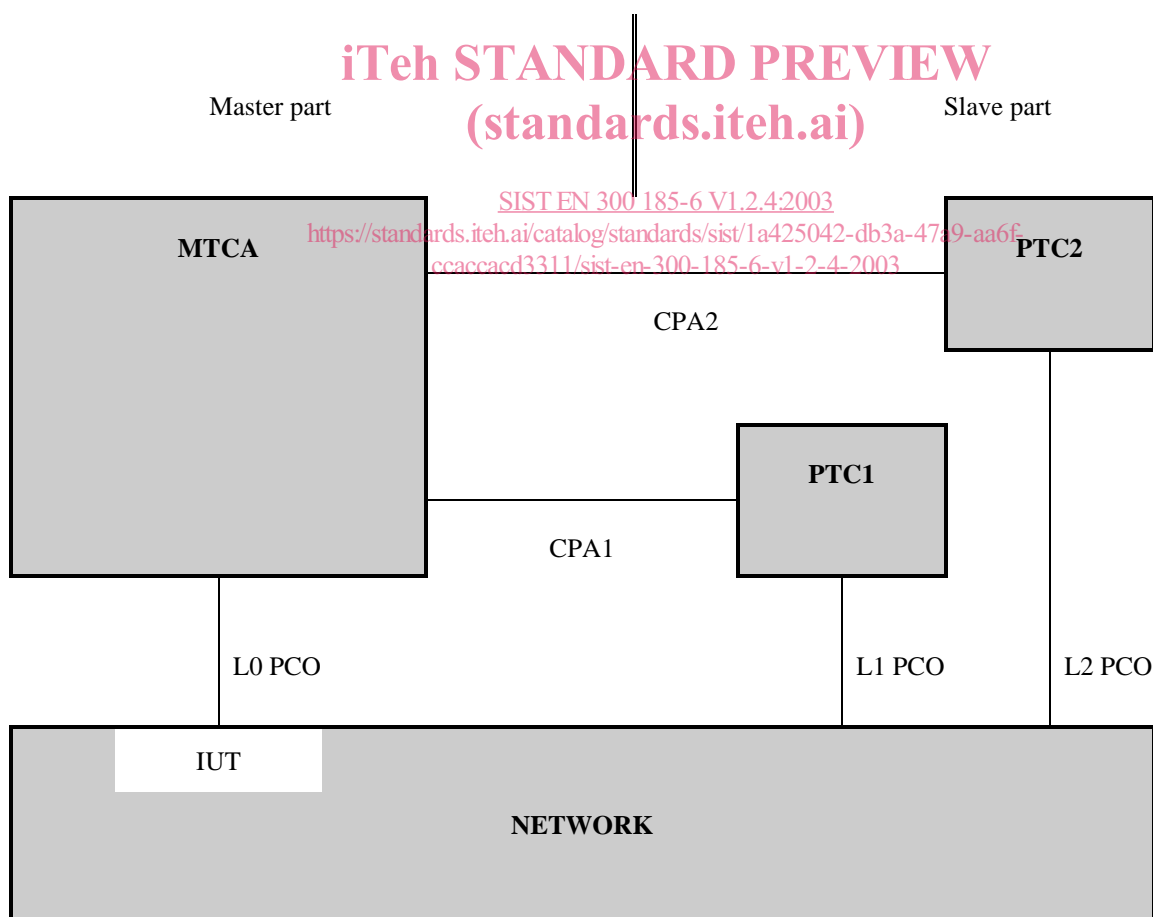 iTeh STANDARD PREVIEW
Master part
(standards.iteh.ai)
Slave part
SIST EN 300 185-6 V1.2.4:2003
https://standards.iteh.ai/catalog/standards/sist/1a425042-db3a-47a9-aa6f-
ccaccacd3311/sist-en-300-185-6-v1-2-4-2003
MTCA
PTC2
CPA2
PTC1
CPA1
L0 PCO
L1 PCO
L2 PCO
IUT
NETWORK